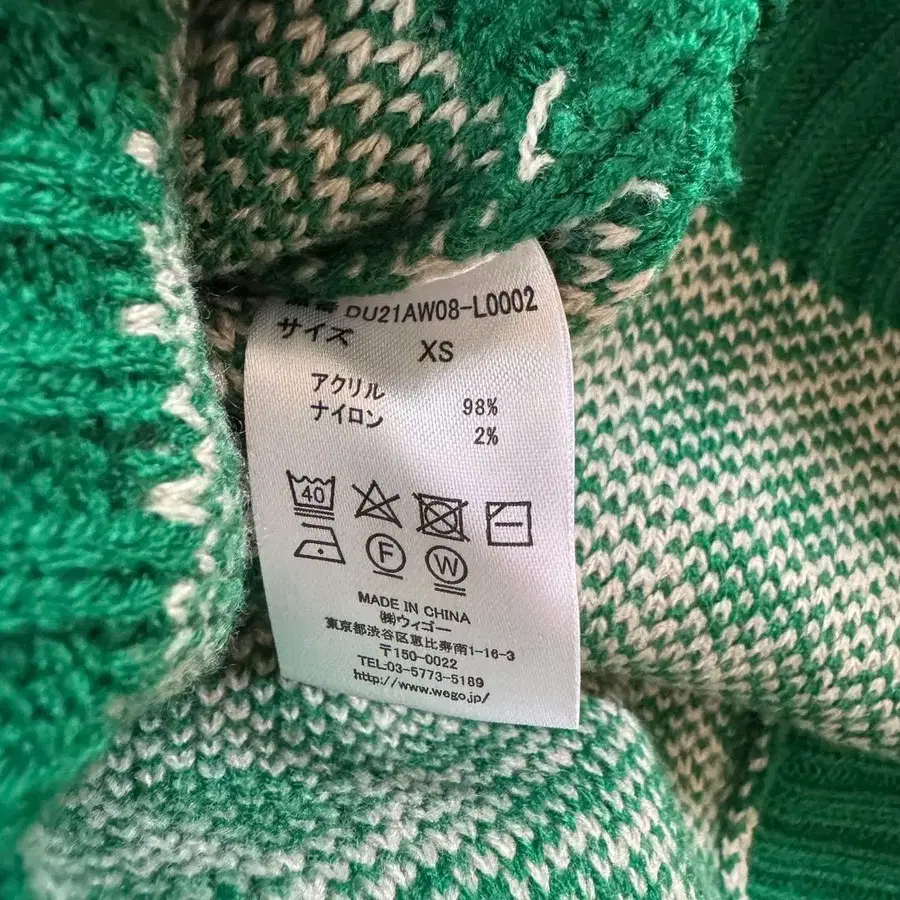 DU21AW08-L0002
サイズ XS
アクリル 98%
ナイロン 2%
40
F W
MADE IN CHINA
㈱ウィゴー
東京都渋谷区恵比寿南1-16-3
〒150-0022
TEL:03-5773-5189
http://www.wego.jp/